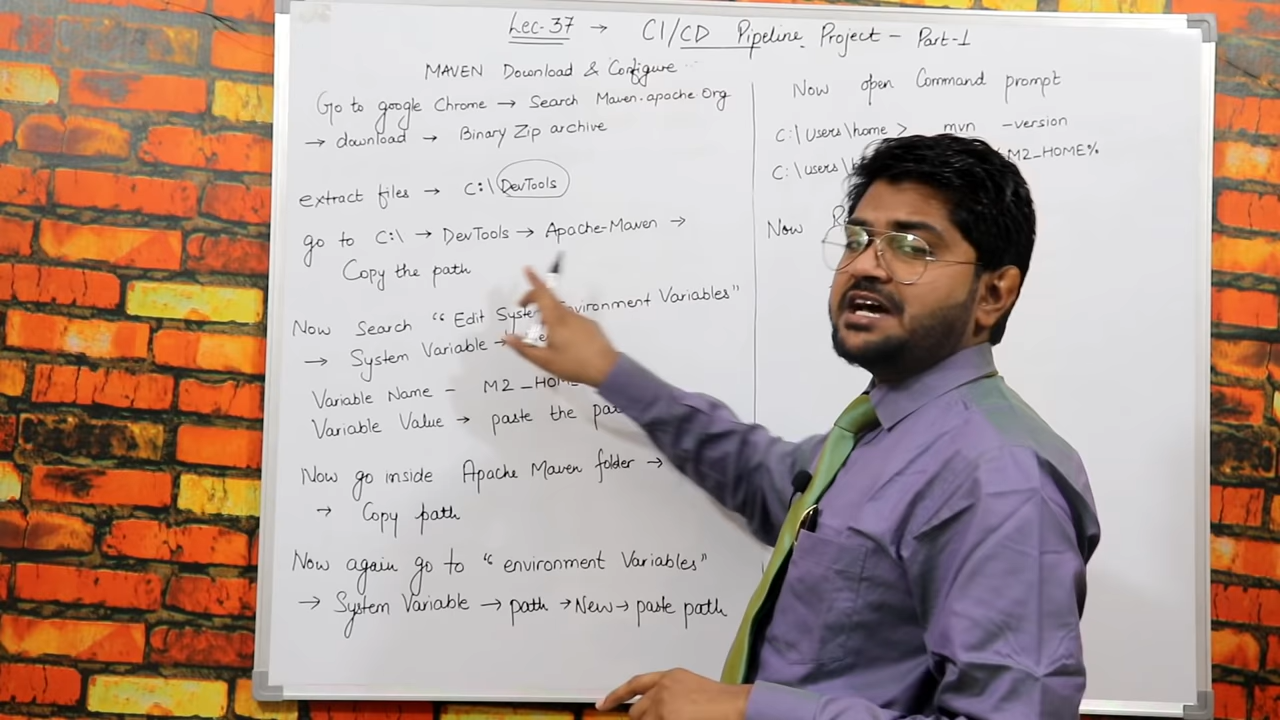 Lec-37 → CI/CD Pipeline Project - Part-1
MAVEN Download & Configure
Go to google Chrome → Search Maven.apache Org
→ download → Binary Zip archive
extract files → C:\DevTools
go to C:\ → DevTools → Apache-Maven →
Copy the path
Now Search "Edit System Environment Variables"
→ System Variable →
Variable Name - M2_HOME
Variable Value → paste the
Now go inside Apache Maven folder →
→ Copy path
Now again go to "environment Variables"
→ System Variable → path → New → paste path
Now open Command prompt
C:\Users\home > mvn -version
C:\users\ M2_HOME%
Now